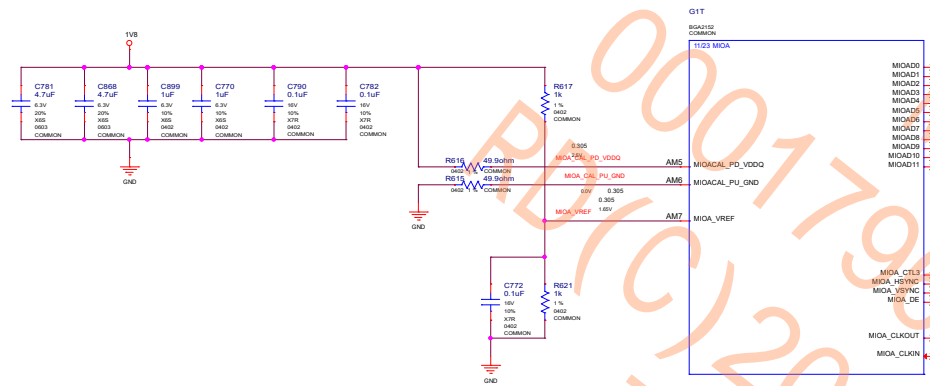 G1T
BGA2152
COMMON
11/23 MIOA
1V8
C781
4.7uF
6.3V
20%
X6S
0603
COMMON
C868
4.7uF
6.3V
20%
X6S
0603
COMMON
C899
1uF
6.3V
10%
X6S
0402
COMMON
C770
1uF
6.3V
10%
X6S
0402
COMMON
C790
0.1uF
16V
10%
X7R
0402
COMMON
C782
0.1uF
16V
10%
X7R
0402
COMMON
GND
R617
1k
1 %
0402
COMMON
R616
49.9ohm
0402
COMMON
R615
49.9ohm
0402
1 %
COMMON
GND
0.305
MIOA_CAL_PD_VDDQ
MIOA_CAL_PU_GND
0.0V
0.305
0.305
1.65V
MIOA_VREF
AM5
AM6
AM7
MIOACAL_PD_VDDQ
MIOACAL_PU_GND
MIOA_VREF
C772
0.1uF
16V
10%
X7R
0402
COMMON
R621
1k
1 %
0402
COMMON
GND
MIOAD0
MIOAD1
MIOAD2
MIOAD3
MIOAD4
MIOAD5
MIOAD6
MIOAD7
MIOAD8
MIOAD9
MIOAD10
MIOAD11
MIOA_CTL3
MIOA_HSYNC
MIOA_VSYNC
MIOA_DE
MIOA_CLKOUT
MIOA_CLKIN